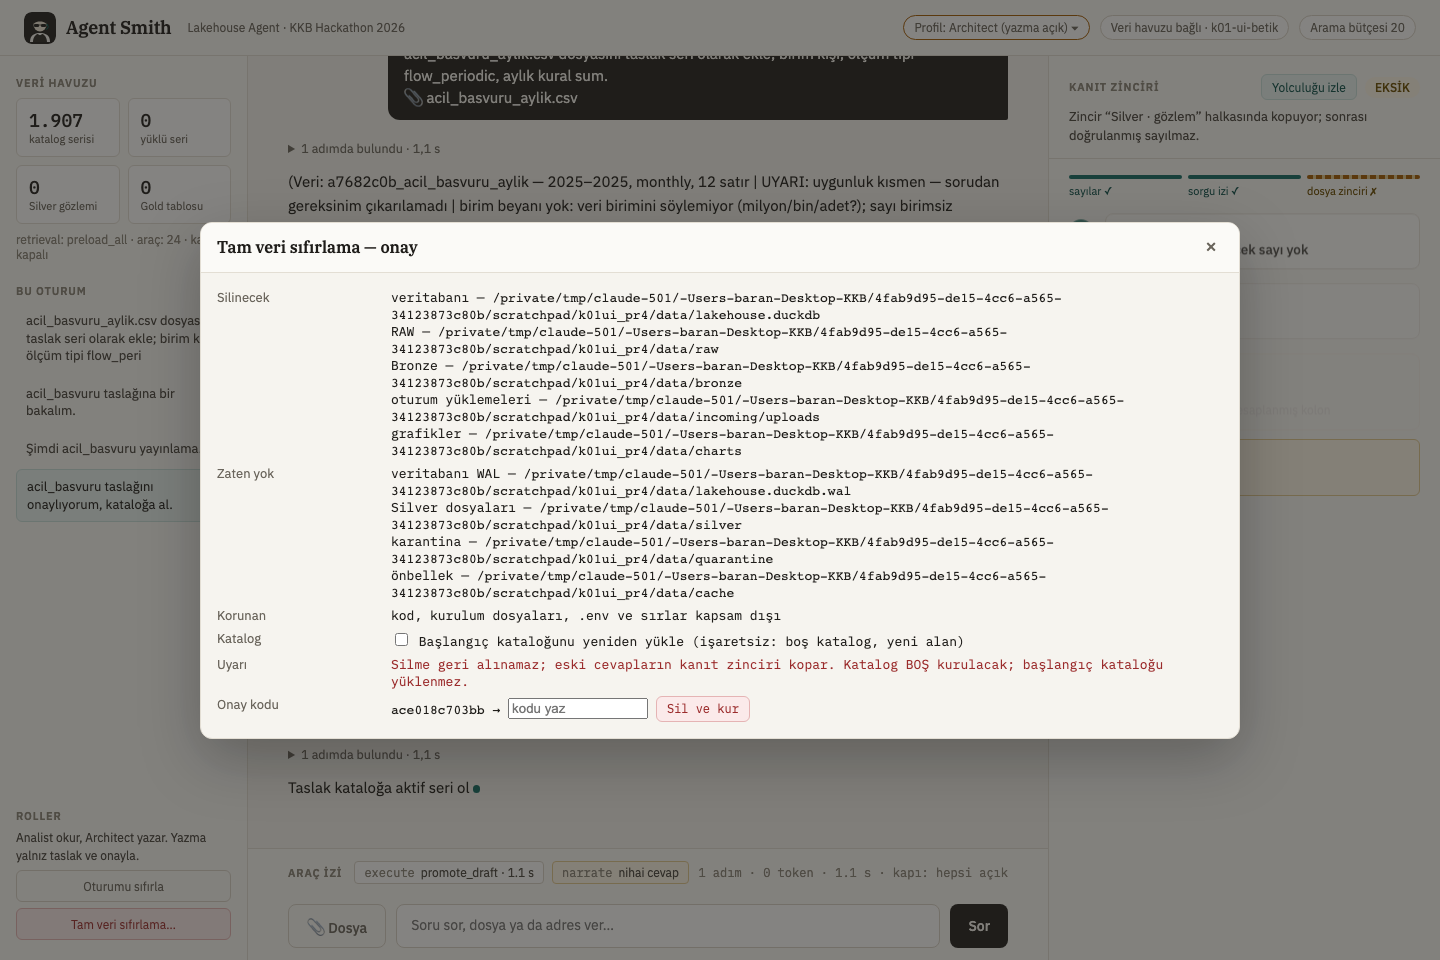 Agent Smith
Lakehouse Agent · KKB Hackathon 2026
Profil: Architect (yazma açık)
Veri havuzu bağlı · k01-ui-betik
Arama bütçesi 20
VERİ HAVUZU
1.907
katalog serisi
0
yüklü seri
0
Silver gözlemi
0
Gold tablosu
retrieval: preload_all · araç: 24 ·
kapalı
BU OTURUM
acil_basvuru_aylik.csv
taslak seri olarak ekle; birim
ölçüm tipi flow_peri
acil_basvuru taslağına bir
bakalım.
Şimdi acil_basvuru yayınlama
acil_basvuru taslağını
onaylıyorum, kataloğa al.
ROLLER
Analist okur, Architect yazar. Yazma
yalnız taslak ve onayla.
Oturumu sıfırla
Tam veri sıfırlama...
acil_basvuru_aylik.csv dosyasını taslak seri olarak ekle; birim kişi, ölçüm tipi
flow_periodic, aylık kural sum.
acil_basvuru_aylik.csv
1 adımda bulundu · 1,1 s
(Veri: a7682c0b_acil_basvuru_aylik — 2025–2025, monthly, 12 satır | UYARI: uygunluk kısmen — sorudan
gereksinim çıkarılamadı | birim beyanı yok: veri birimini söylemiyor (milyon/bin/adet?); sayı birimsiz
Tam veri sıfırlama — onay
×
Silinecek
veritabanı — /private/tmp/claude-501/-Users-baran-Desktop-KKB/4fab9d95-de15-4cc6-a565-
34123873c80b/scratchpad/k01ui_pr4/data/lakehouse.duckdb
RAW — /private/tmp/claude-501/-Users-baran-Desktop-KKB/4fab9d95-de15-4cc6-a565-
34123873c80b/scratchpad/k01ui_pr4/data/raw
Bronze — /private/tmp/claude-501/-Users-baran-Desktop-KKB/4fab9d95-de15-4cc6-a565-
34123873c80b/scratchpad/k01ui_pr4/data/bronze
oturum yüklemeleri — /private/tmp/claude-501/-Users-baran-Desktop-KKB/4fab9d95-de15-4cc6-a565-
34123873c80b/scratchpad/k01ui_pr4/data/incoming/uploads
grafikler — /private/tmp/claude-501/-Users-baran-Desktop-KKB/4fab9d95-de15-4cc6-a565-
34123873c80b/scratchpad/k01ui_pr4/data/charts
Zaten yok
veritabanı WAL — /private/tmp/claude-501/-Users-baran-Desktop-KKB/4fab9d95-de15-4cc6-a565-
34123873c80b/scratchpad/k01ui_pr4/data/lakehouse.duckdb.wal
Silver dosyaları — /private/tmp/claude-501/-Users-baran-Desktop-KKB/4fab9d95-de15-4cc6-a565-
34123873c80b/scratchpad/k01ui_pr4/data/silver
karantina — /private/tmp/claude-501/-Users-baran-Desktop-KKB/4fab9d95-de15-4cc6-a565-
34123873c80b/scratchpad/k01ui_pr4/data/quarantine
önbellek — /private/tmp/claude-501/-Users-baran-Desktop-KKB/4fab9d95-de15-4cc6-a565-
34123873c80b/scratchpad/k01ui_pr4/data/cache
Korunan
kod, kurulum dosyaları, .env ve sırlar kapsam dışı
Katalog
Başlangıç kataloğunu yeniden yükle (işaretsiz: boş katalog, yeni alan)
Uyarı
Silme geri alınamaz; eski cevapların kanıt zinciri kopar. Katalog BOŞ kurulacak; başlangıç kataloğu
yüklenmez.
Onay kodu
ace018c703bb →
kodu yaz
Sil ve kur
1 adımda bulundu · 1,1 s
Taslak kataloğa aktif seri ol
ARAÇ İZİ
execute promote_draft · 1.1 s
narrate nihai cevap
1 adım · 0 token · 1.1 s · kapı: hepsi açık
Dosya
Soru sor, dosya ya da adres ver...
Sor
KANIT ZİNCİRİ
Yolculuğu izle
EKSİK
Zincir “Silver · gözlem” halkasında kopuyor; sonrası
doğrulanmış sayılmaz.
sayılar ✓
sorgu izi ✓
dosya zinciri ✗
sayı yok